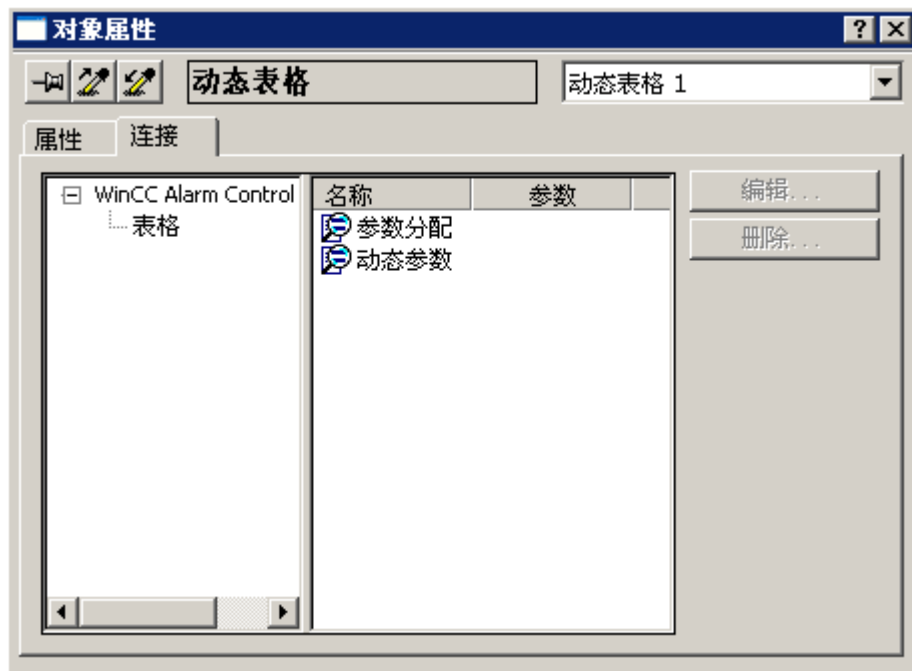 对象属性
动态表格 动态表格 1
属性 连接
WinCC Alarm Control 名称 参数 编辑...
表格 参数分配 删除...
动态参数